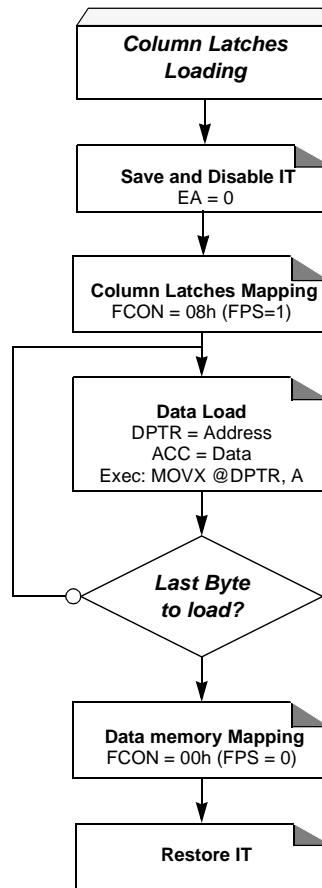 Column Latches
Loading
Save and Disable IT
EA = 0
Column Latches Mapping
FCON = 08h (FPS=1)
Data Load
DPTR = Address
ACC = Data
Exec: MOVX @DPTR, A
Last Byte
to load?
Data memory Mapping
FCON = 00h (FPS = 0)
Restore IT